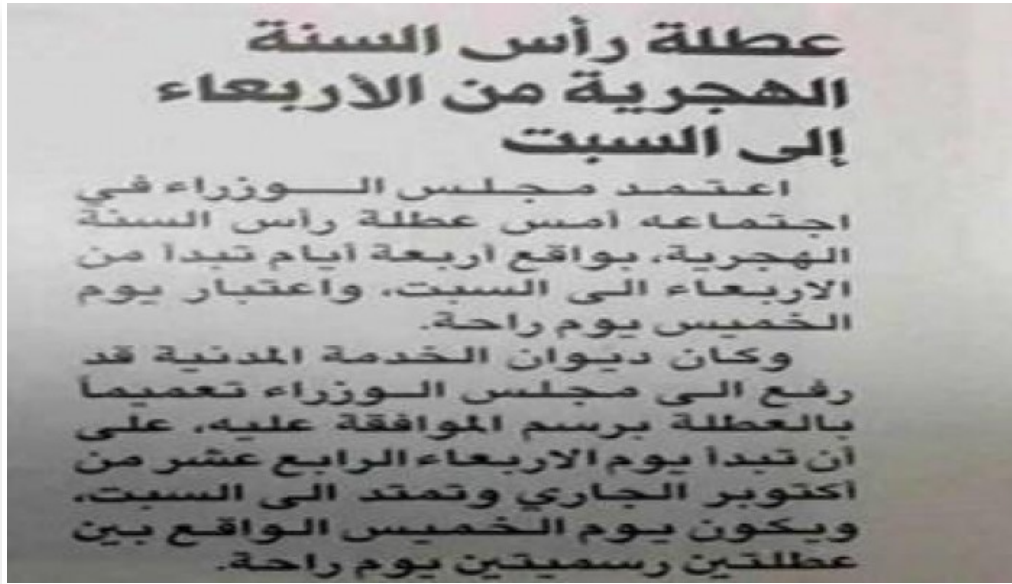 عطلة رأس السنة
الهجرية من الأربعاء
إلى السبت
اعتمد مجلس الوزراء في
اجتماعه أمس عطلة رأس السنة
الهجرية، بواقع أربعة أيام تبدأ من
الاربعاء الى السبت، واعتبار يوم
الخميس يوم راحة.
وكان ديوان الخدمة المدنية قد
رفع الى مجلس الوزراء تعميماً
بالعطلة برسم الموافقة عليه، على
أن تبدأ يوم الاربعاء الرابع عشر من
أكتوبر الجاري وتمتد الى السبت،
ويكون يوم الخميس الواقع بين
عطلتين رسميتين يوم راحة.